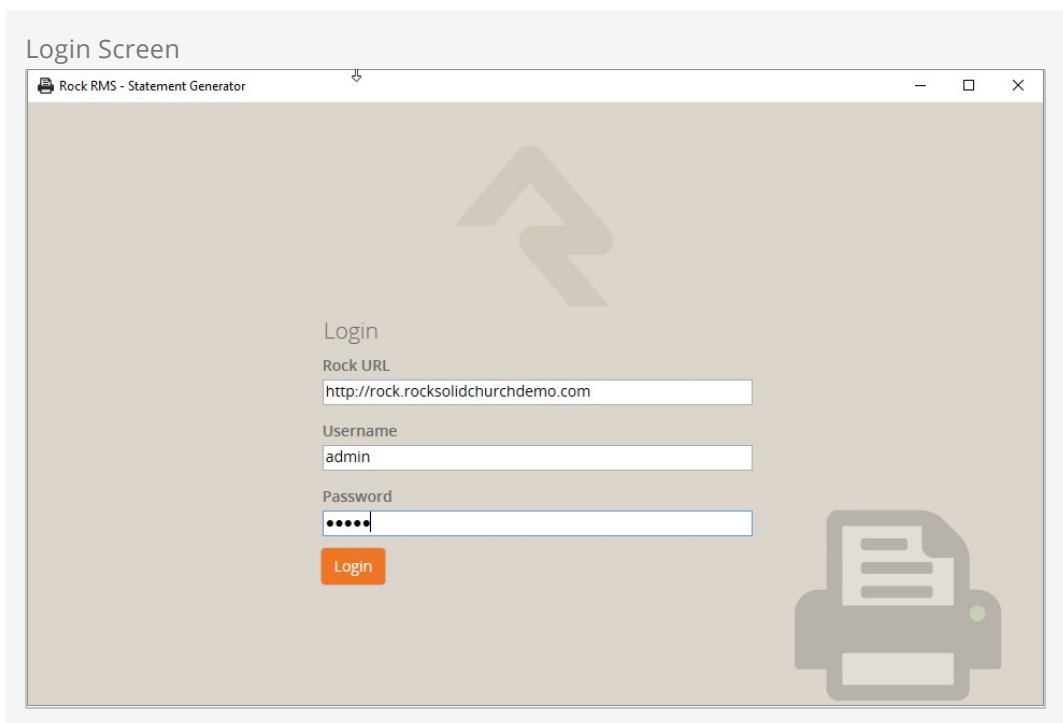 Login Screen
Rock RMS - Statement Generator
Login
Rock URL
http://rock.rocksolidchurchdemo.com
Username
admin
Password
•••••
Login